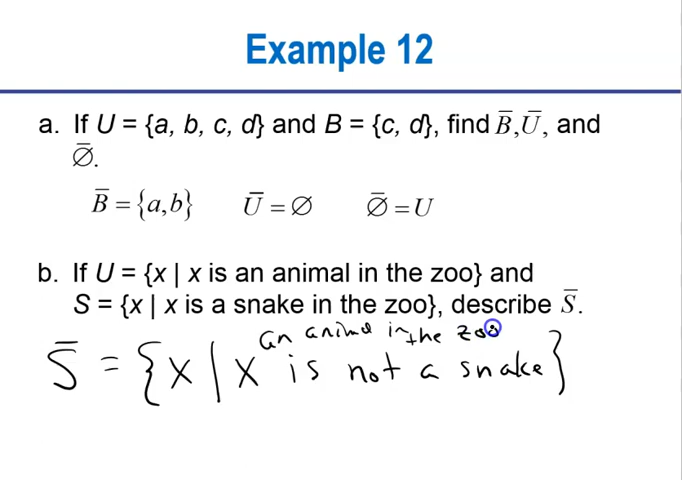 Example 12
a. If U = {a, b, c, d} and B = {c, d}, find B̅, U̅, and
∅̅.
B̅ = {a,b} U̅ = ∅ ∅̅ = U
b. If U = {x | x is an animal in the zoo} and
S = {x | x is a snake in the zoo}, describe S̅.
an animal in the zoo
S̅ = {x | x is not a snake}